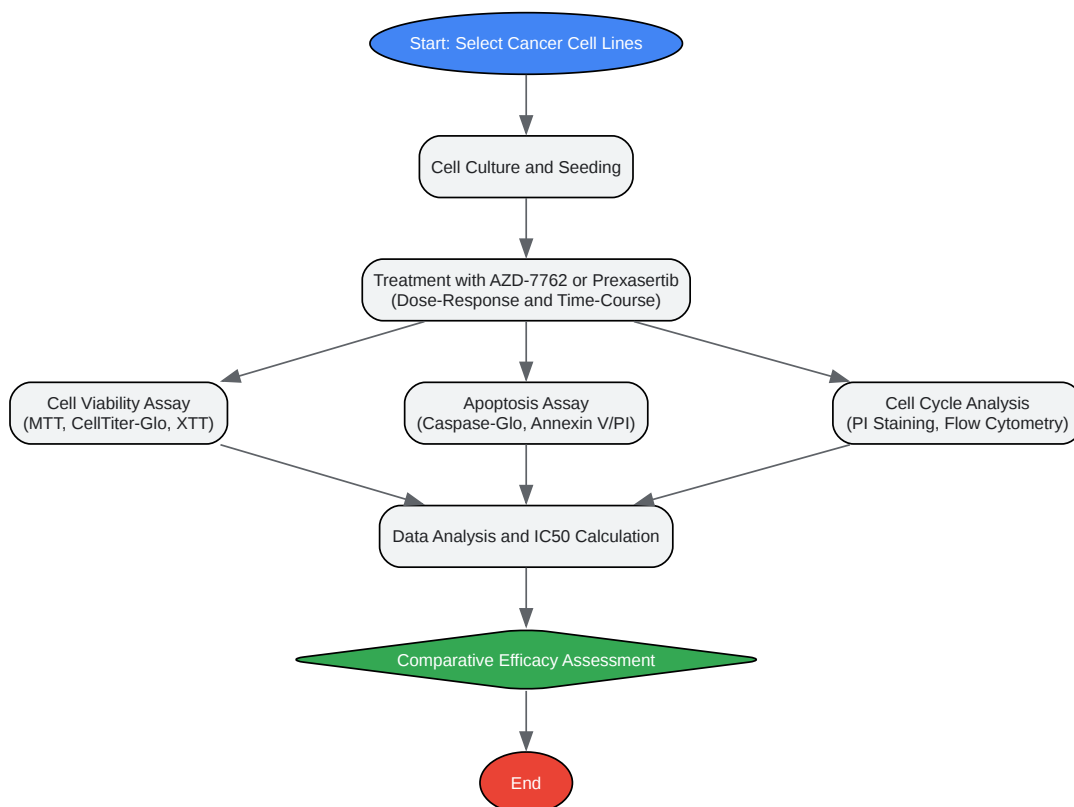 Start: Select Cancer Cell Lines
Cell Culture and Seeding
Treatment with AZD-7762 or Prexasertib
(Dose-Response and Time-Course)
Cell Viability Assay
(MTT, CellTiter-Glo, XTT)
Apoptosis Assay
(Caspase-Glo, Annexin V/PI)
Cell Cycle Analysis
(PI Staining, Flow Cytometry)
Data Analysis and IC50 Calculation
Comparative Efficacy Assessment
End